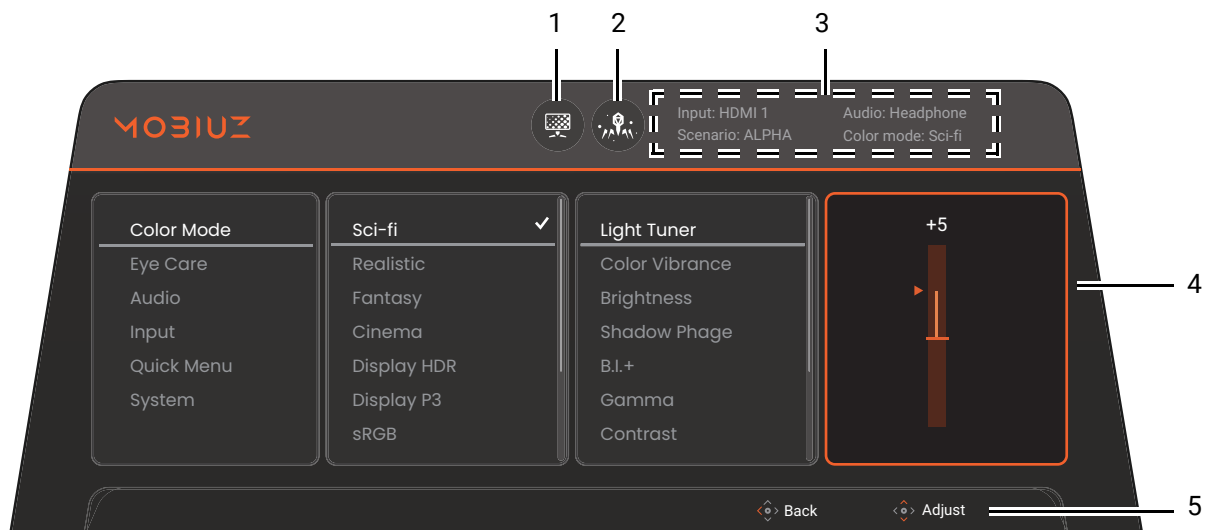 1 2 3
MOBIUZ
Input: HDMI 1 Audio: Headphone
Scenario: ALPHA Color mode: Sci-fi
Color Mode
Eye Care
Audio
Input
Quick Menu
System
Sci-fi
Realistic
Fantasy
Cinema
Display HDR
Display P3
sRGB
Light Tuner
Color Vibrance
Brightness
Shadow Phage
B.I.+
Gamma
Contrast
+5
4
Back Adjust
5